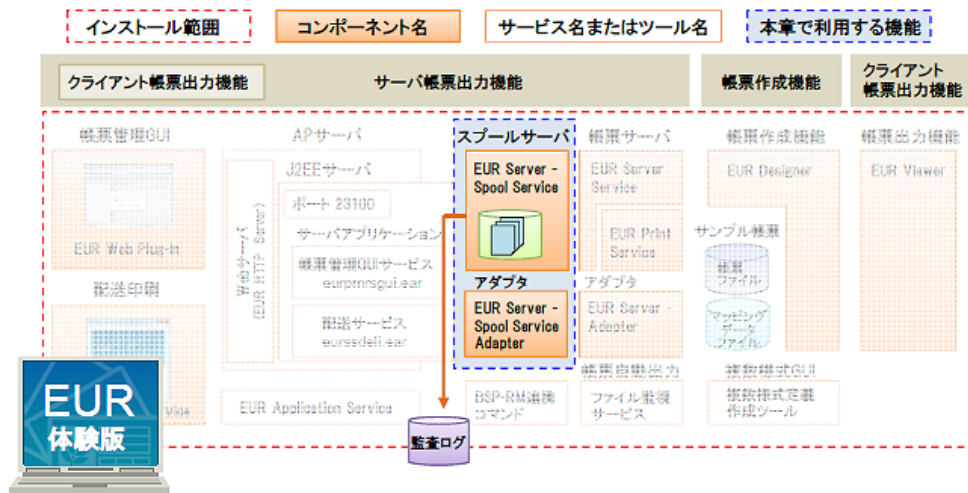 インストール範囲
コンポーネント名
サービス名またはツール名
本章で利用する機能
クライアント帳票出力機能
サーバ帳票出力機能
帳票作成機能
クライアント
帳票出力機能
帳票管理GUI
EUR Web Plug-In
配送印刷
APサーバ
J2EEサーバ
Webサーバ
(EUR HTTP Server)
ポート 23100
サーバアプリケーション
帳票管理GUIサービス
eurpmrsgui.ear
配送サービス
eurssdeli.ear
EUR Application Service
スプールサーバ
EUR Server -
Spool Service
アダプタ
EUR Server -
Spool Service
Adapter
BSP-RM連携
コマンド
監査ログ
帳票サーバ
EUR Server
Service
EUR Print
Service
アダプタ
EUR Server -
Adapter
帳票自動出力
ファイル監視
サービス
帳票作成機能
EUR Designer
サンプル帳票
帳票
ファイル
マッピング
データ
ファイル
複数様式GUI
複数様式定義
作成ツール
帳票出力機能
EUR Viewer
EUR
体験版